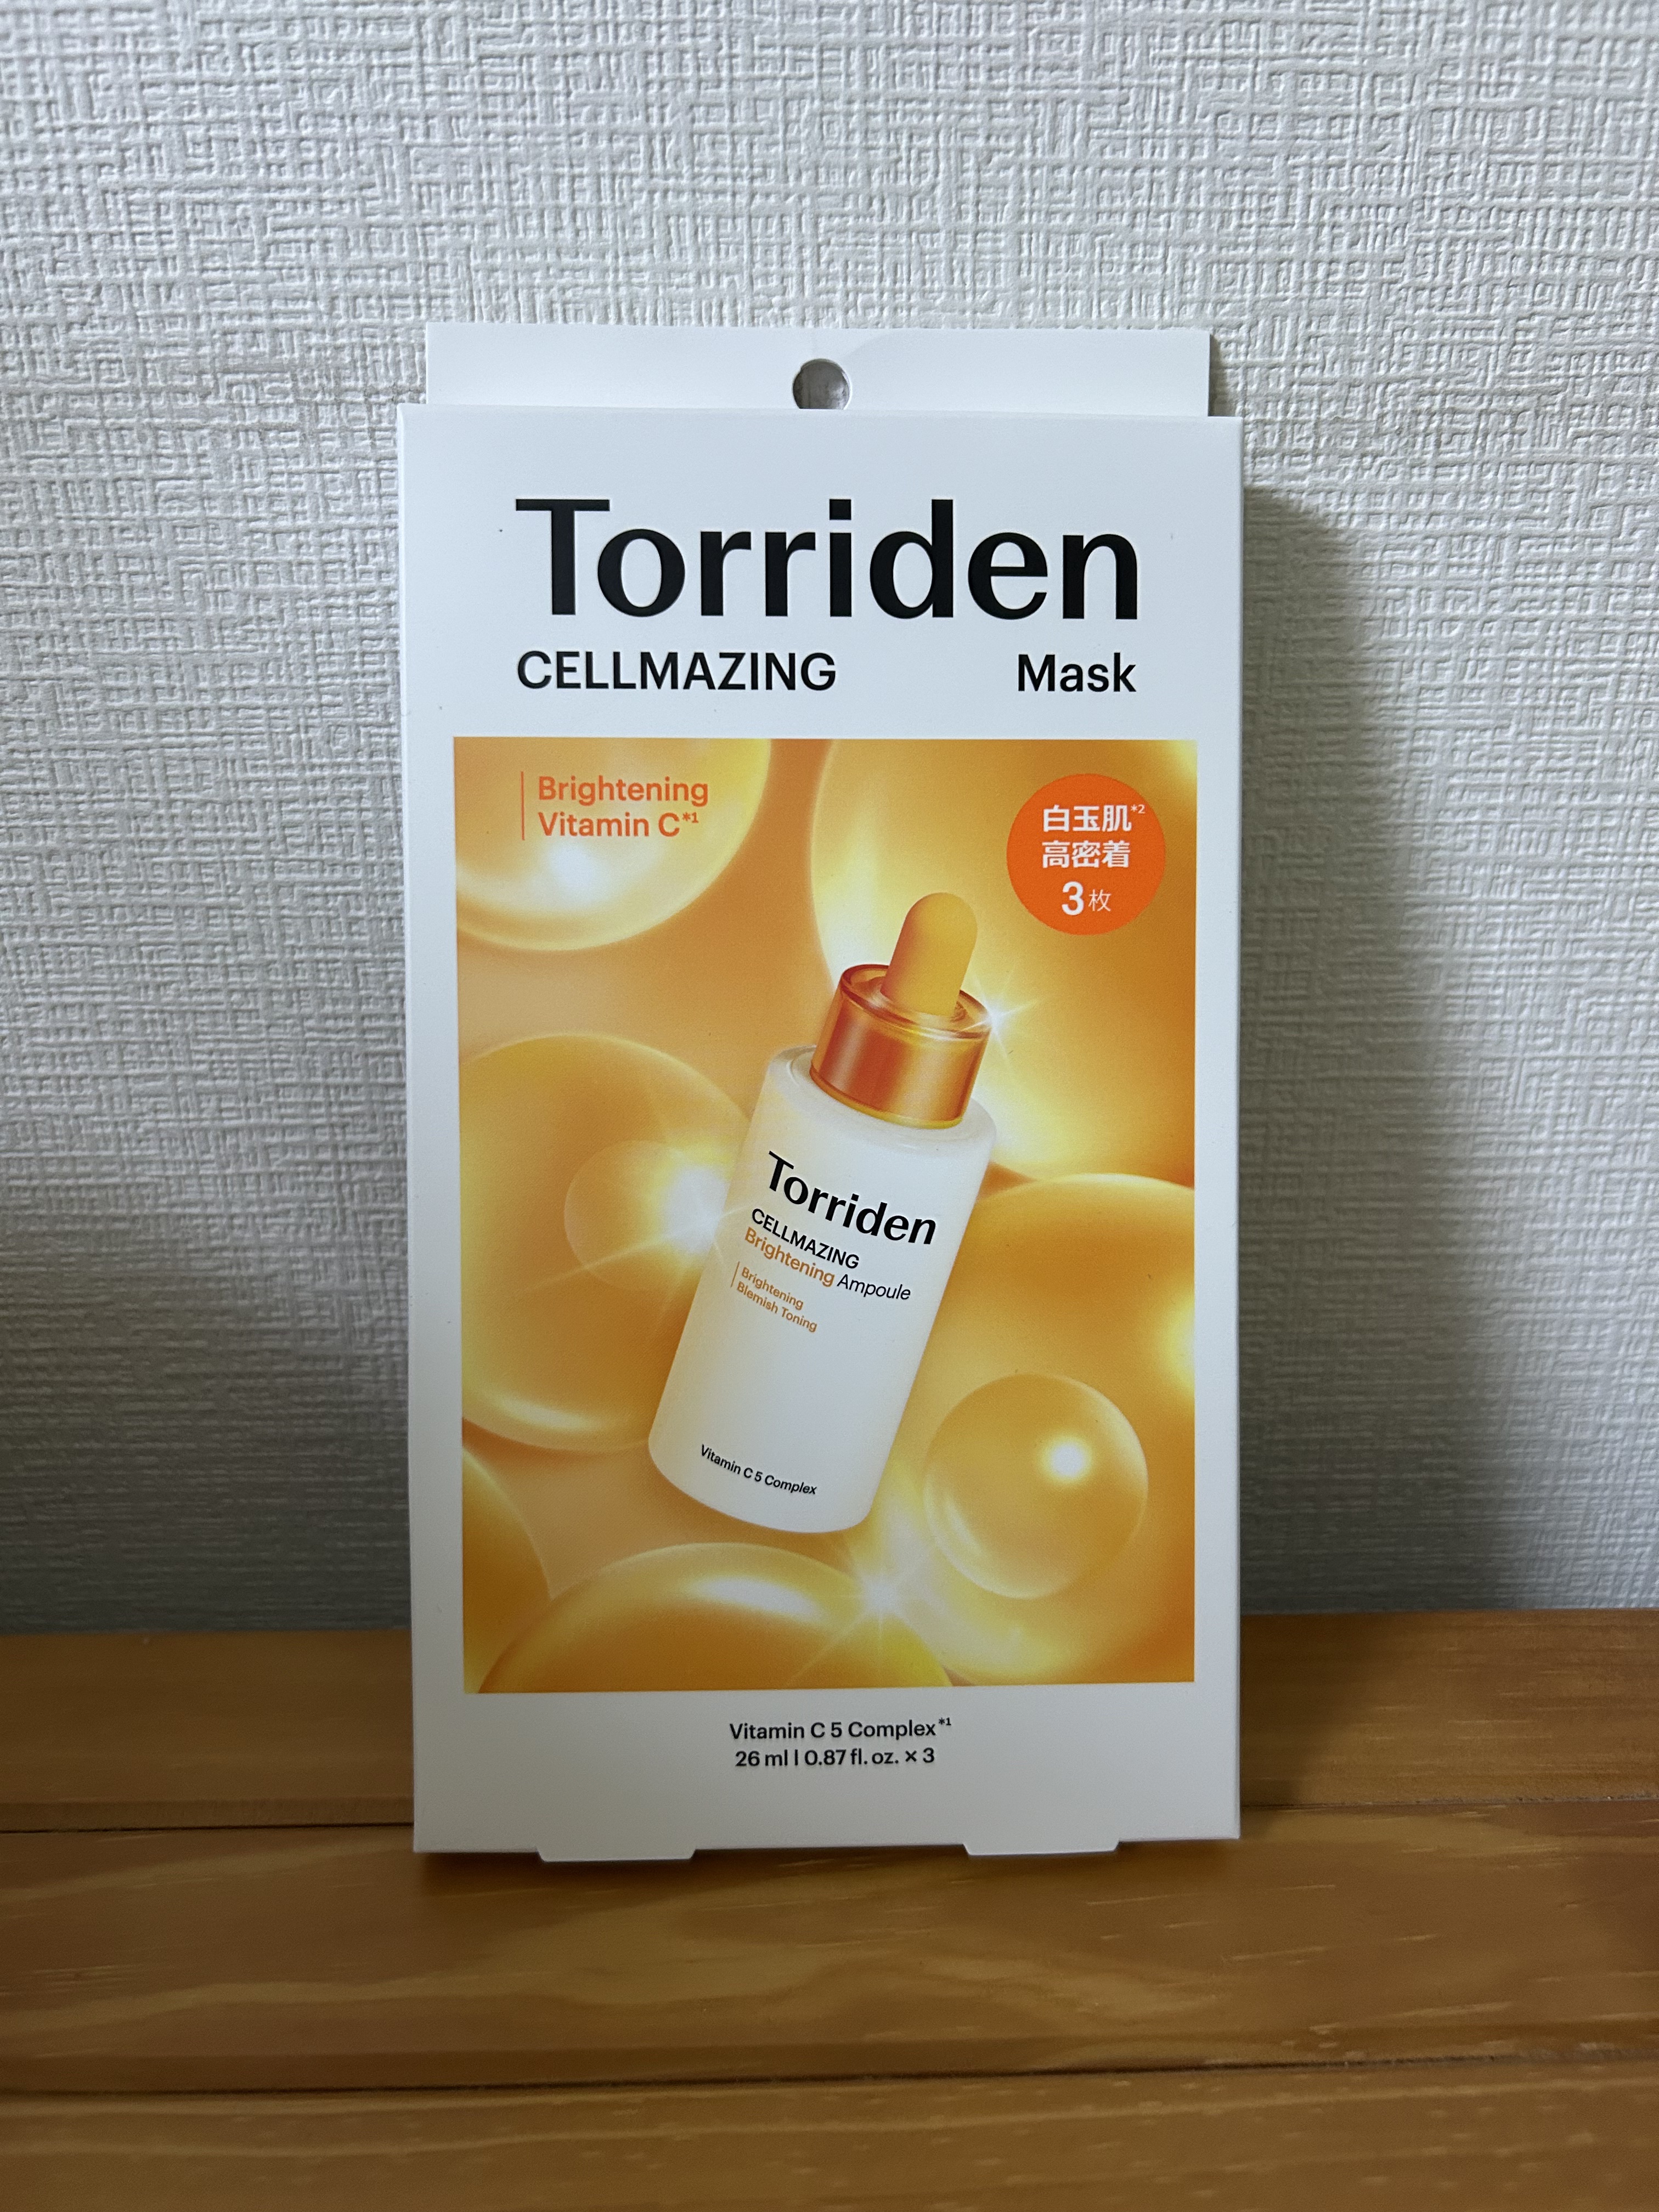 Torriden
CELLMAZING Mask
Brightening
Vitamin C*1
白玉肌*2
高密着
3枚
Torriden
CELLMAZING
Brightening Ampoule
Brightening
Blemish Toning
Vitamin C 5 Complex
Vitamin C 5 Complex*1
26 ml | 0.87 fl. oz. × 3